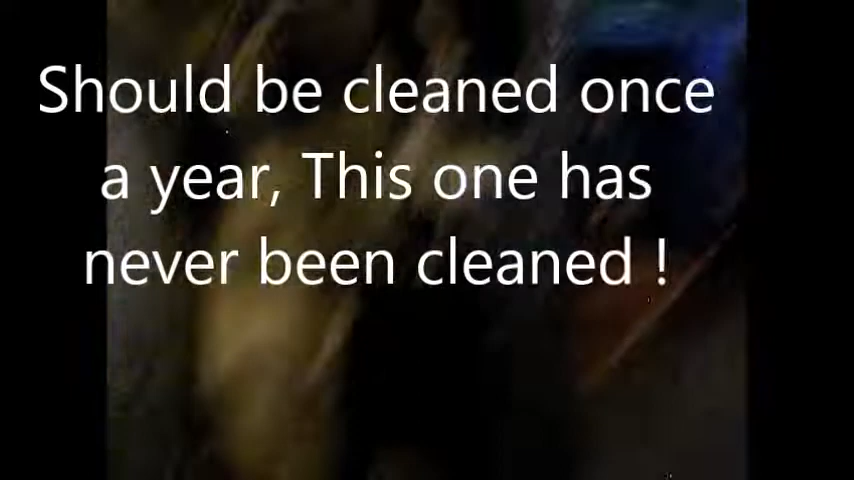 Should be cleaned once
a year, This one has
never been cleaned !